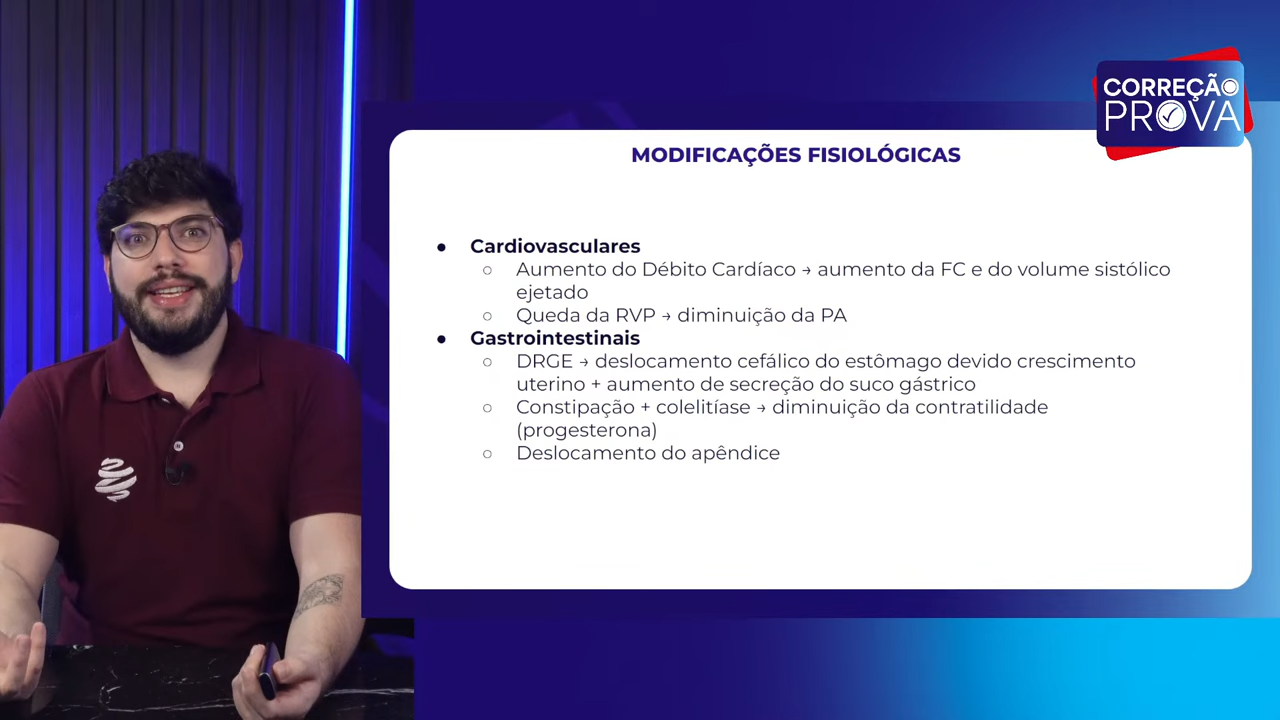 CORREÇÃO
PROVA
MODIFICAÇÕES FISIOLÓGICAS
● Cardiovasculares
○ Aumento do Débito Cardíaco → aumento da FC e do volume sistólico
ejetado
○ Queda da RVP → diminuição da PA
● Gastrointestinais
○ DRGE → deslocamento cefálico do estômago devido crescimento
uterino + aumento de secreção do suco gástrico
○ Constipação + colelitíase → diminuição da contratilidade
(progesterona)
○ Deslocamento do apêndice